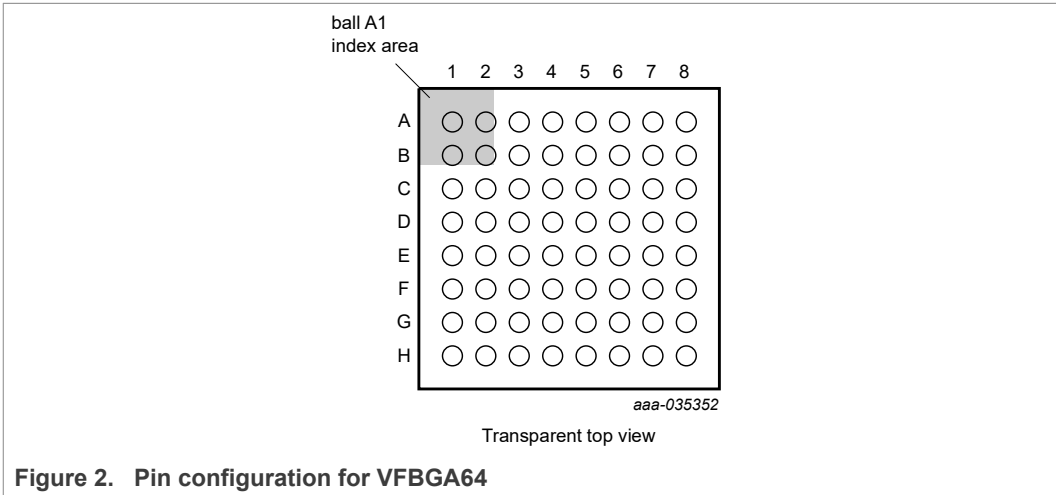 ball A1
index area
1 2 3 4 5 6 7 8
A
B
C
D
E
F
G
H
aaa-035352
Transparent top view
Figure 2. Pin configuration for VFBGA64